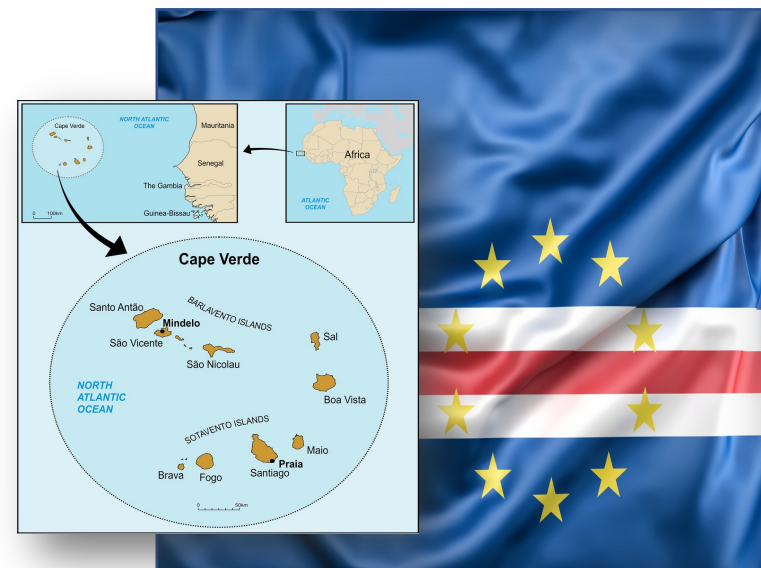 Cape Verde
NORTH ATLANTIC
OCEAN
Mauritania
Senegal
The Gambia
Guinea-Bissau
0 100km
Africa
ATLANTIC
OCEAN
Cape Verde
Santo Antão
BARLAVENTO ISLANDS
Mindelo
São Vicente
São Nicolau
Sal
NORTH
ATLANTIC
OCEAN
Boa Vista
SOTAVENTO ISLANDS
Maio
Praia
Santiago
Brava
Fogo
0 50km